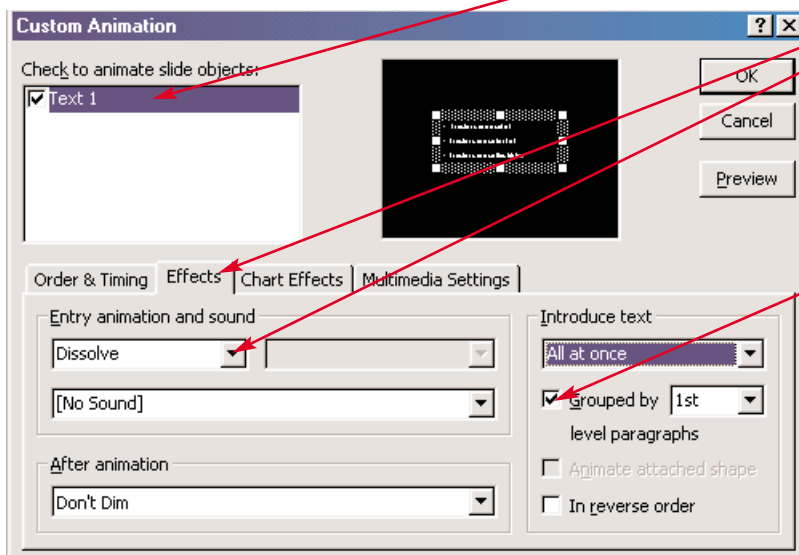 Custom Animation
? X
Check to animate slide objects:
Text 1
OK
Cancel
Preview
Order & Timing Effects Chart Effects Multimedia Settings
Entry animation and sound
Dissolve
[No Sound]
After animation
Don't Dim
Introduce text
All at once
Grouped by 1st
level paragraphs
Animate attached shape
In reverse order